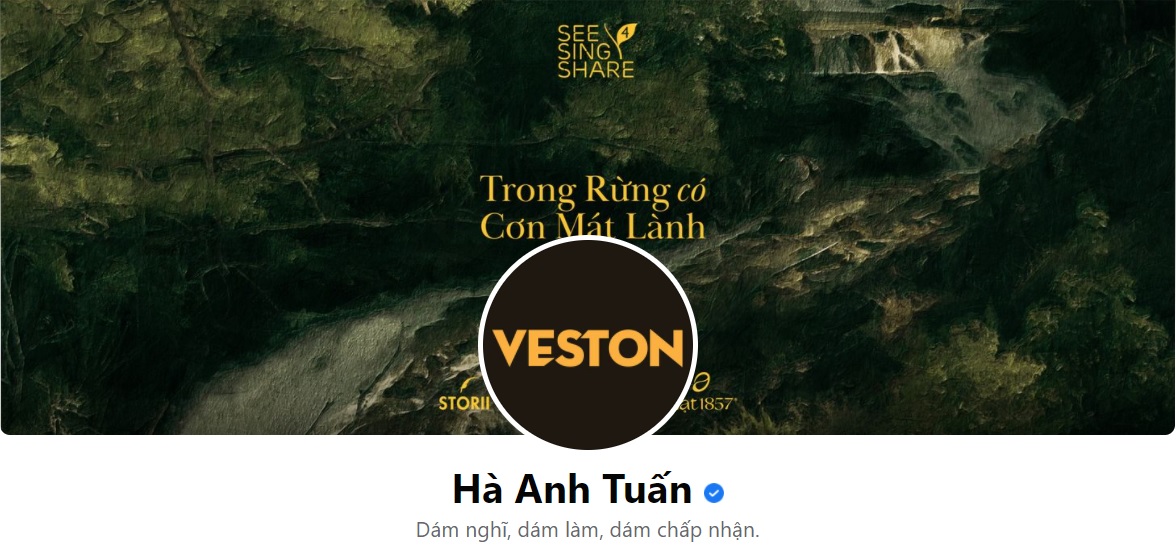 SEE 4
SING
SHARE
Trong Rừng có
Cơn Mát Lành
VESTON
STORII
ạt1857
Hà Anh Tuấn
Dám nghĩ, dám làm, dám chấp nhận.